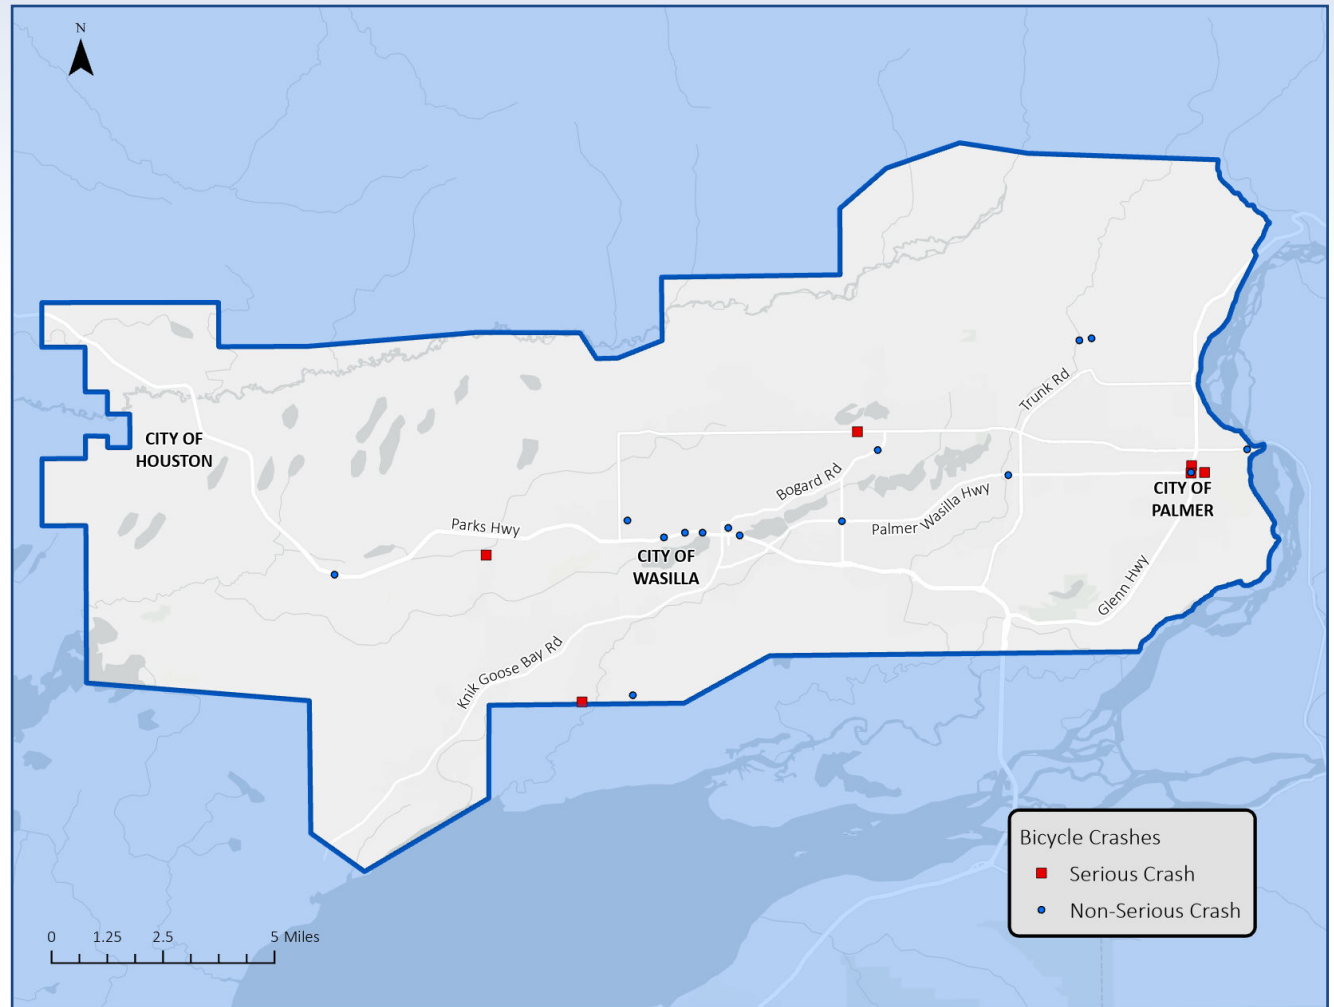 N
Trunk Rd
CITY OF
HOUSTON
Bogard Rd
Palmer Wasilla Hwy
CITY OF
PALMER
Parks Hwy
CITY OF
WASILLA
Glenn Hwy
Knik Goose Bay Rd
Bicycle Crashes
Serious Crash
Non-Serious Crash
0 1.25 2.5 5 Miles